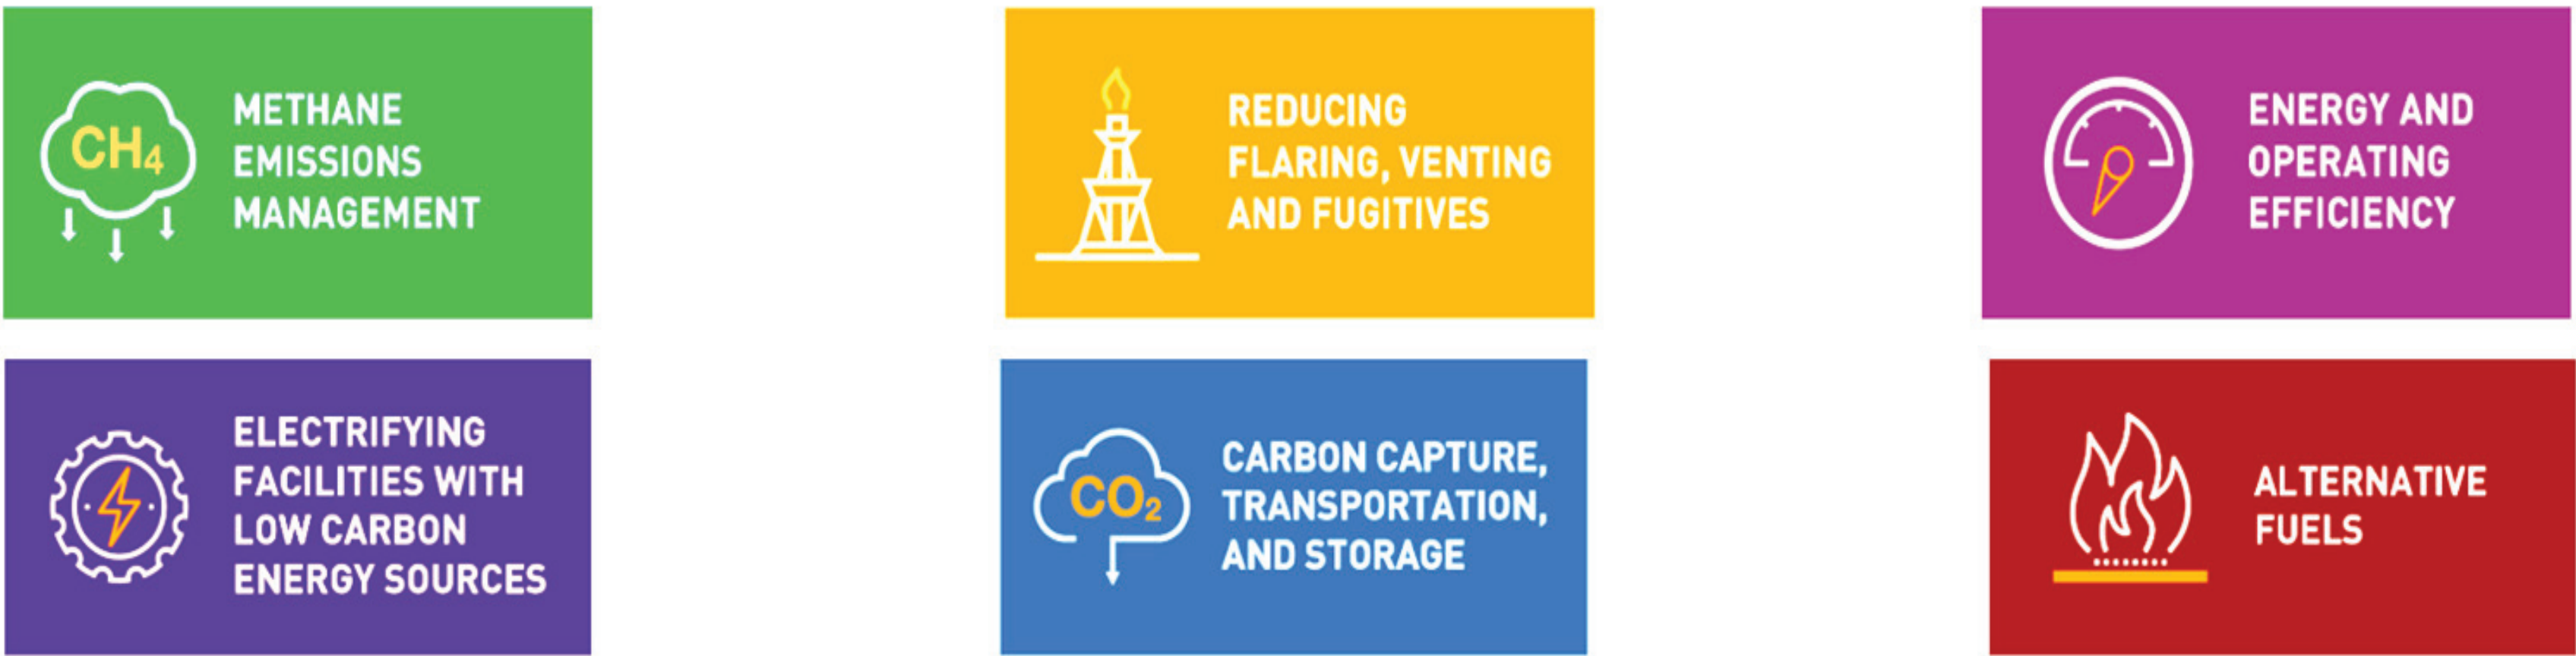 CH4
METHANE
EMISSIONS
MANAGEMENT
REDUCING
FLARING, VENTING
AND FUGITIVES
ENERGY AND
OPERATING
EFFICIENCY
ELECTRIFYING
FACILITIES WITH
LOW CARBON
ENERGY SOURCES
CO2
CARBON CAPTURE,
TRANSPORTATION,
AND STORAGE
ALTERNATIVE
FUELS